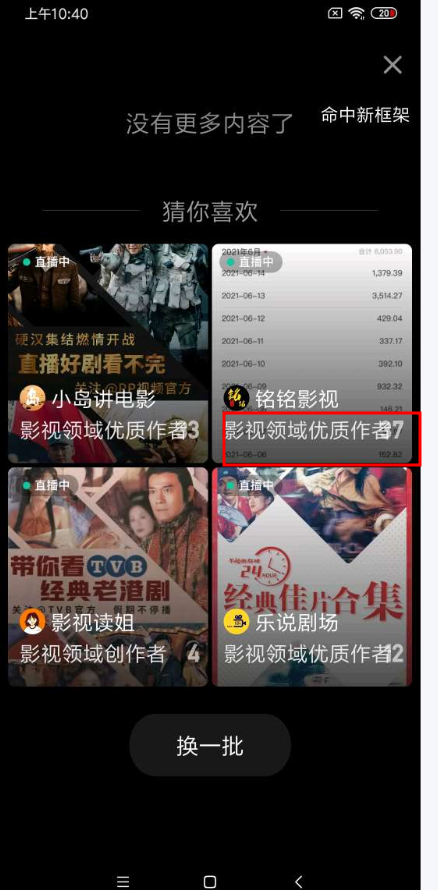 上午10:40
20
没有更多内容了
命中新框架
猜你喜欢
直播中
硬汉集结燃情开战
直播好剧看不完
关注@PP视频官方
小岛讲电影
影视领域优质作者
33
2021年6月
合计 8,053.50
直播中
2021-06-14
1,379.39
2021-06-13
3,514.27
2021-06-12
429.04
2021-06-11
337.17
2021-06-10
392.10
932.32
铭铭影视
146.21
影视领域优质作者
37
2021-06-06
152.82
直播中
带你看TVB
经典老港剧
关注@TVB官方 假期不停播
影视读姐
影视领域创作者
4
直播中
24
HOUR
经典佳片合集
乐说剧场
影视领域优质作者
12
换一批